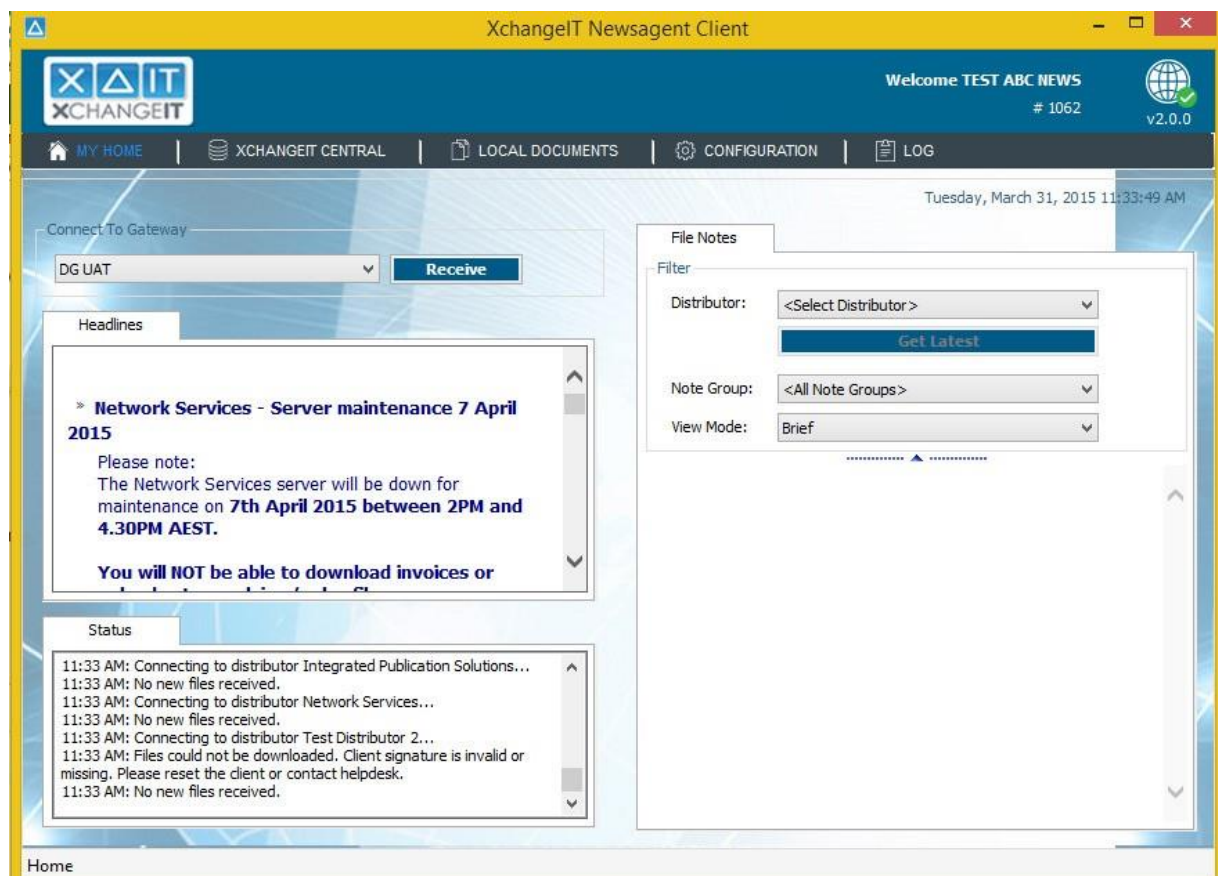 XchangeIT Newsagent Client
X IT
XCHANGEIT
Welcome TEST ABC NEWS
# 1062
v2.0.0
MY HOME
XCHANGEIT CENTRAL
LOCAL DOCUMENTS
CONFIGURATION
LOG
Tuesday, March 31, 2015 11:33:49 AM
Connect To Gateway
DG UAT
Receive
Headlines
» Network Services - Server maintenance 7 April
2015
Please note:
The Network Services server will be down for
maintenance on 7th April 2015 between 2PM and
4.30PM AEST.
You will NOT be able to download invoices or
Status
11:33 AM: Connecting to distributor Integrated Publication Solutions...
11:33 AM: No new files received.
11:33 AM: Connecting to distributor Network Services...
11:33 AM: No new files received.
11:33 AM: Connecting to distributor Test Distributor 2...
11:33 AM: Files could not be downloaded. Client signature is invalid or
missing. Please reset the client or contact helpdesk.
11:33 AM: No new files received.
File Notes
Filter
Distributor:
<Select Distributor>
Get Latest
Note Group:
<All Note Groups>
View Mode:
Brief
Home